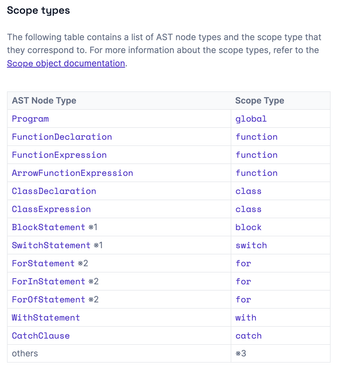 Scope types
The following table contains a list of AST node types and the scope type that
they correspond to. For more information about the scope types, refer to the
Scope object documentation.
AST Node Type Scope Type
Program global
FunctionDeclaration function
FunctionExpression function
ArrowFunctionExpression function
ClassDeclaration class
ClassExpression class
BlockStatement ※1 block
SwitchStatement ※1 switch
ForStatement ※2 for
ForInStatement ※2 for
ForOfStatement ※2 for
WithStatement with
CatchClause catch
others ※3